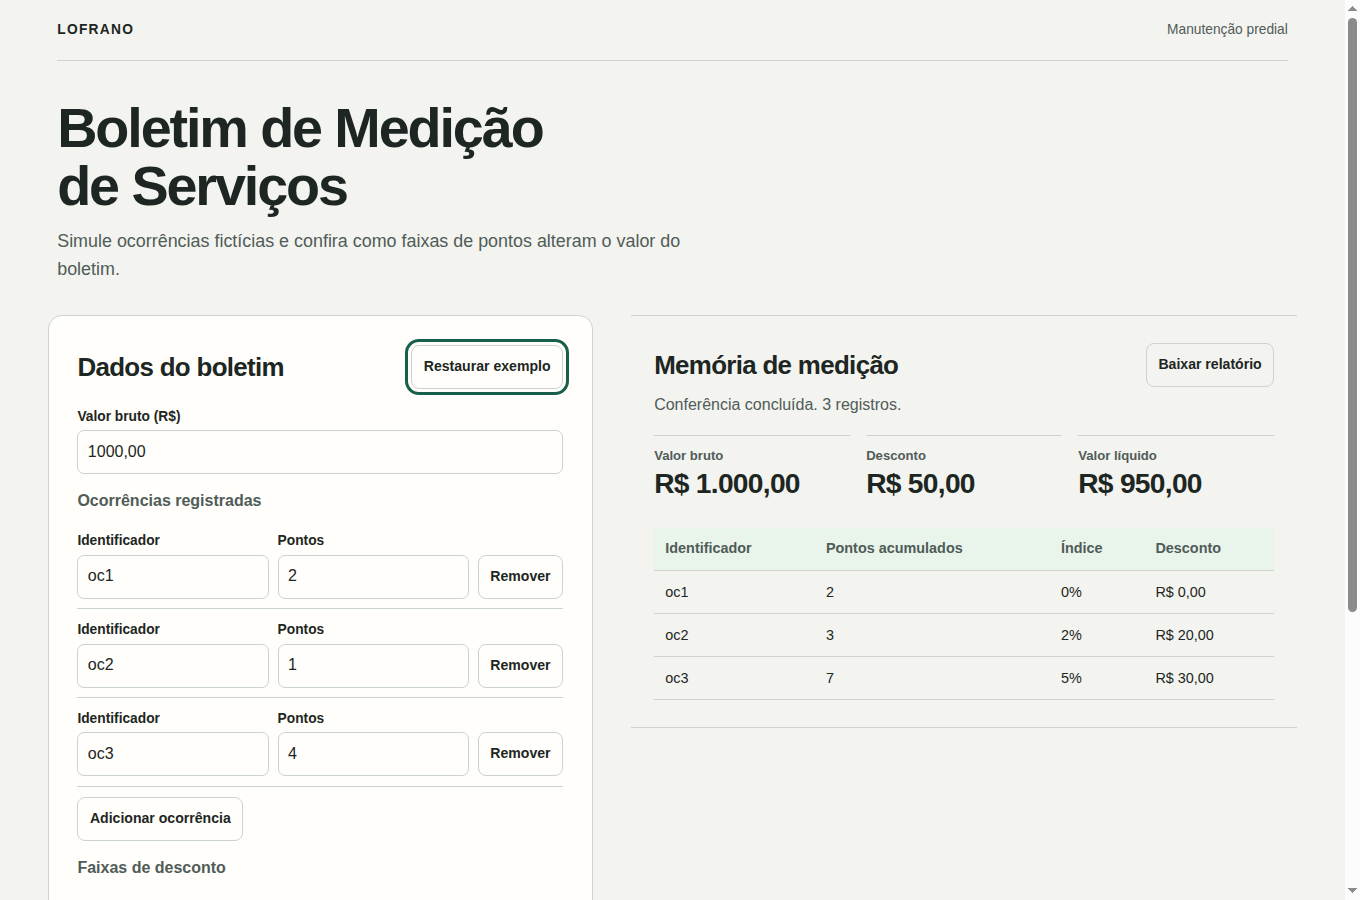 LOFRANO
Manutenção predial
Boletim de Medição
de Serviços
Simule ocorrências fictícias e confira como faixas de pontos alteram o valor do
boletim.
Dados do boletim
Restaurar exemplo
Valor bruto (R$)
1000,00
Ocorrências registradas
Identificador Pontos
oc1 2 Remover
Identificador Pontos
oc2 1 Remover
Identificador Pontos
oc3 4 Remover
Adicionar ocorrência
Faixas de desconto
Memória de medição
Baixar relatório
Conferência concluída. 3 registros.
Valor bruto Desconto Valor líquido
R$ 1.000,00 R$ 50,00 R$ 950,00
Identificador Pontos acumulados Índice Desconto
oc1 2 0% R$ 0,00
oc2 3 2% R$ 20,00
oc3 7 5% R$ 30,00